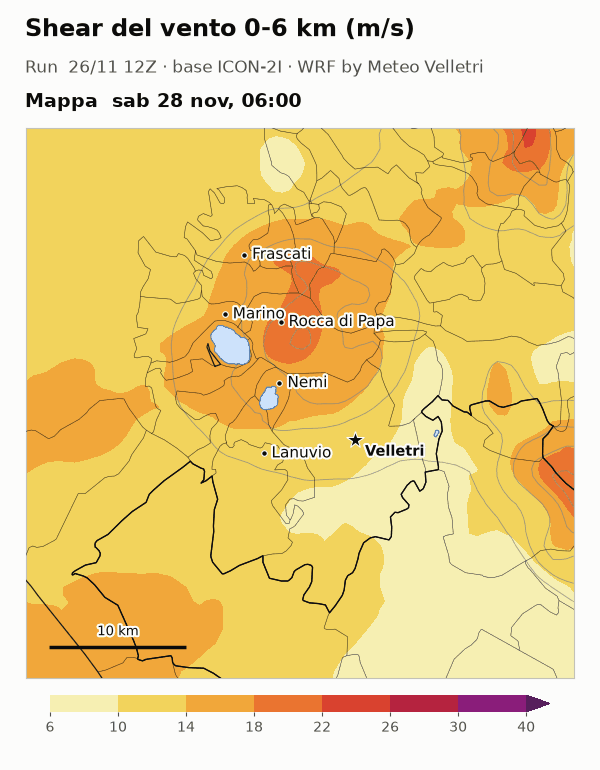 Shear del vento 0-6 km (m/s)
Run  26/11 12Z · base ICON-2I · WRF by Meteo Velletri
Mappa  sab 28 nov, 06:00
Frascati
Marino
Rocca di Papa
Nemi
Velletri
Lanuvio
10 km
6 10 14 18 22 26 30 40